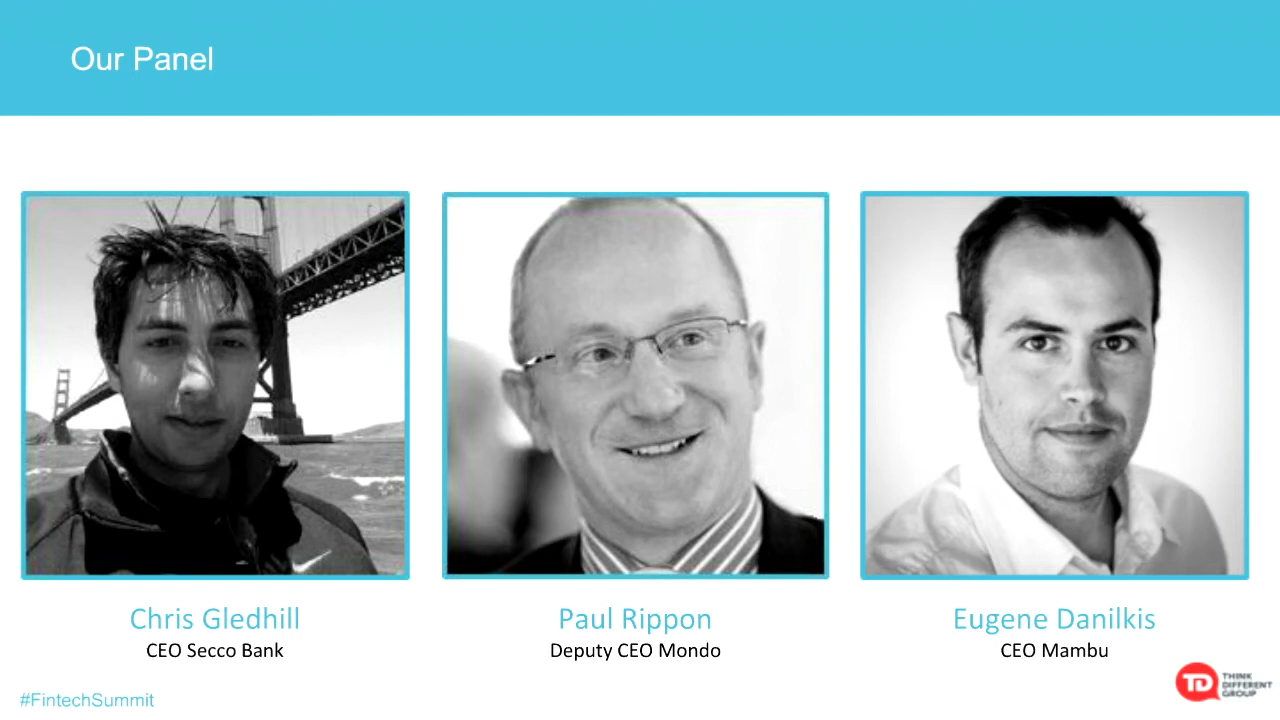 Our Panel
Chris Gledhill
CEO Secco Bank
Paul Rippon
Deputy CEO Mondo
Eugene Danilkis
CEO Mambu
#FintechSummit
TD
THINK
DIFFERENT
GROUP